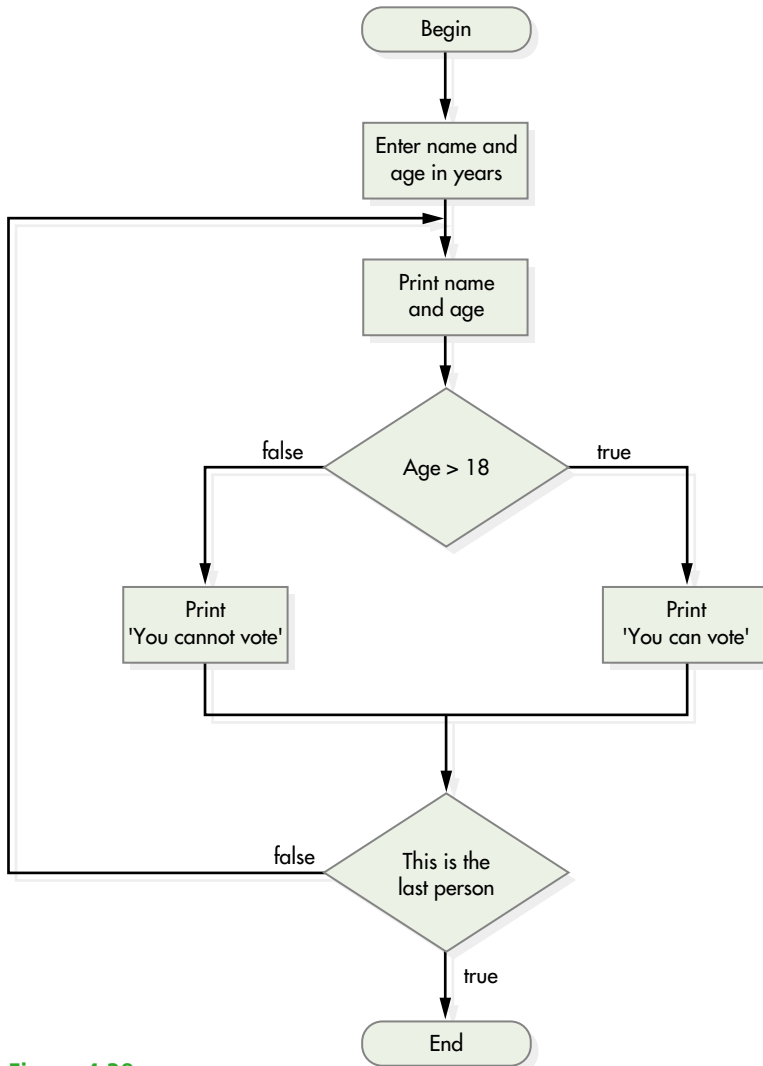 Begin
Enter name and
age in years
Print name
and age
false
Age > 18
true
Print
'You cannot vote'
Print
'You can vote'
false
This is the
last person
true
End